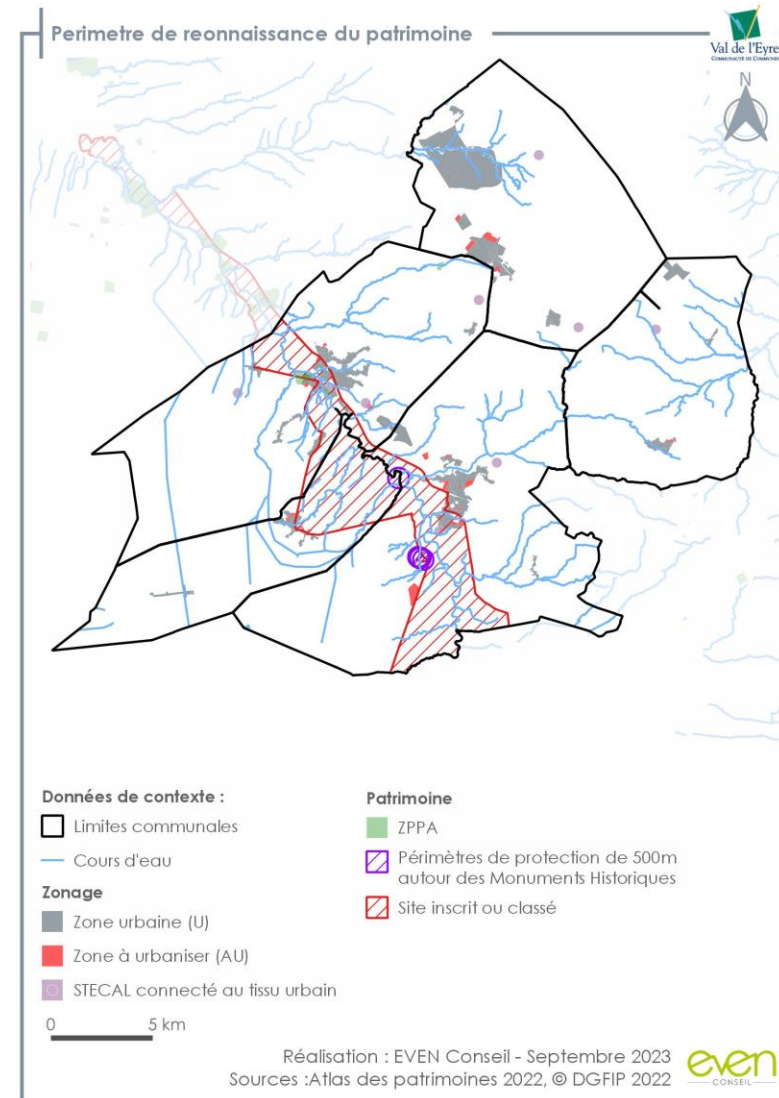 Perimetre de reonnaissance du patrimoine
Val de l'Eyre
COMMUNAUTÉ DE COMMUNES
N
Données de contexte :
Limites communales
Cours d'eau
Zonage
Zone urbaine (U)
Zone à urbaniser (AU)
STECAL connecté au tissu urbain
0 5 km
Patrimoine
ZPPA
Périmètres de protection de 500m
autour des Monuments Historiques
Site inscrit ou classé
Réalisation : EVEN Conseil - Septembre 2023
Sources :Atlas des patrimoines 2022, © DGFIP 2022
even
CONSEIL